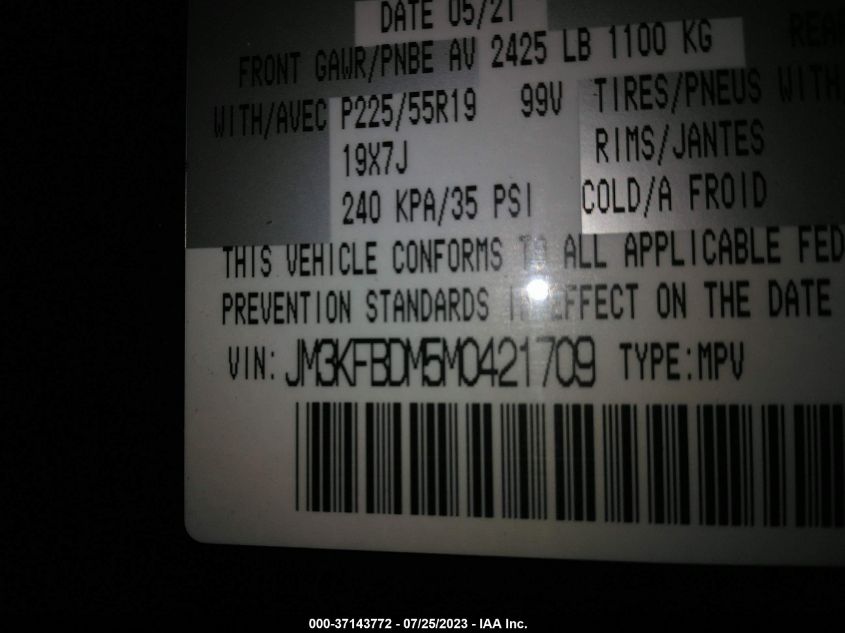 DATE 05/21
FRONT GAWR/PNBE AV 2425 LB 1100 KG
WITH/AVEC P225/55R19 99V TIRES/PNEUS WITH
19X7J RIMS/JANTES
240 KPA/35 PSI COLD/A FROID
THIS VEHICLE CONFORMS TO ALL APPLICABLE FED
PREVENTION STANDARDS IN EFFECT ON THE DATE
VIN: JM3KFBDM5M0421709 TYPE:MPV
000-37143772 - 07/25/2023 - IAA Inc.